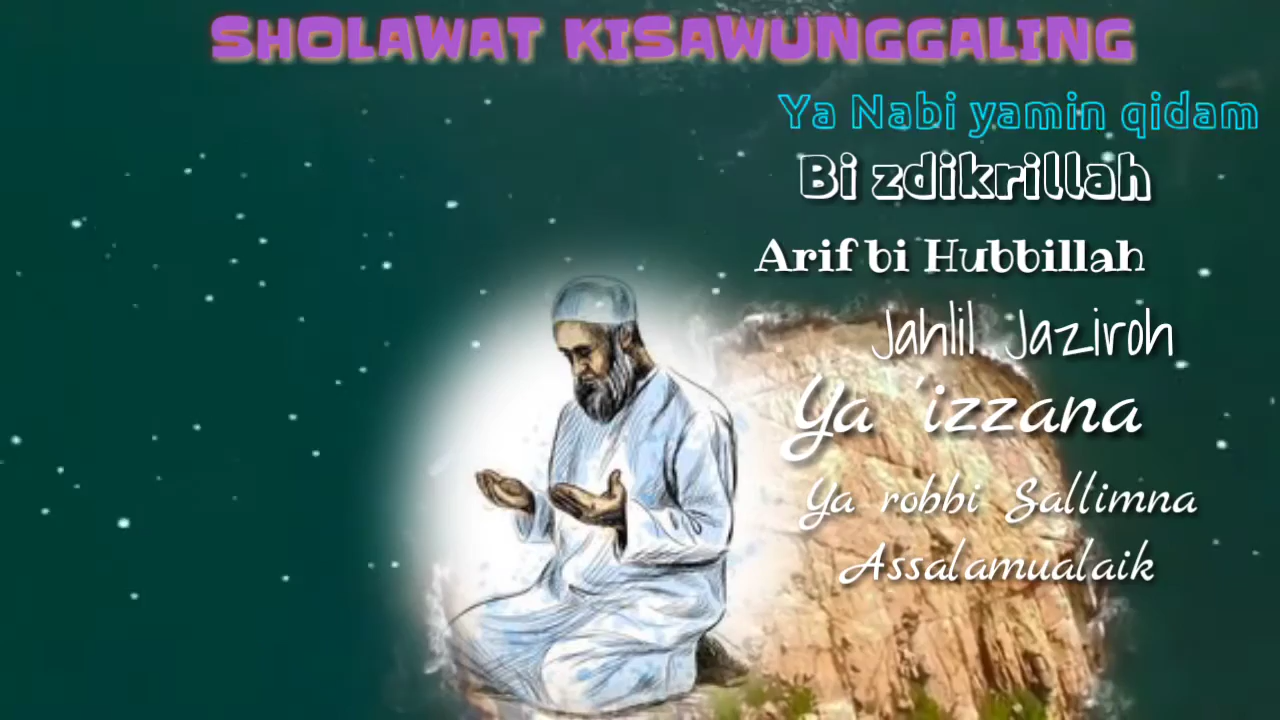 SHOLAWAT KISAWUNGGALING
Ya Nabi yamin qidam
Bi zdikrillah
Arif bi Hubbillah
Jahlil Jaziroh
Ya 'izzana
Ya robbi Sallimna
Assalamualaik